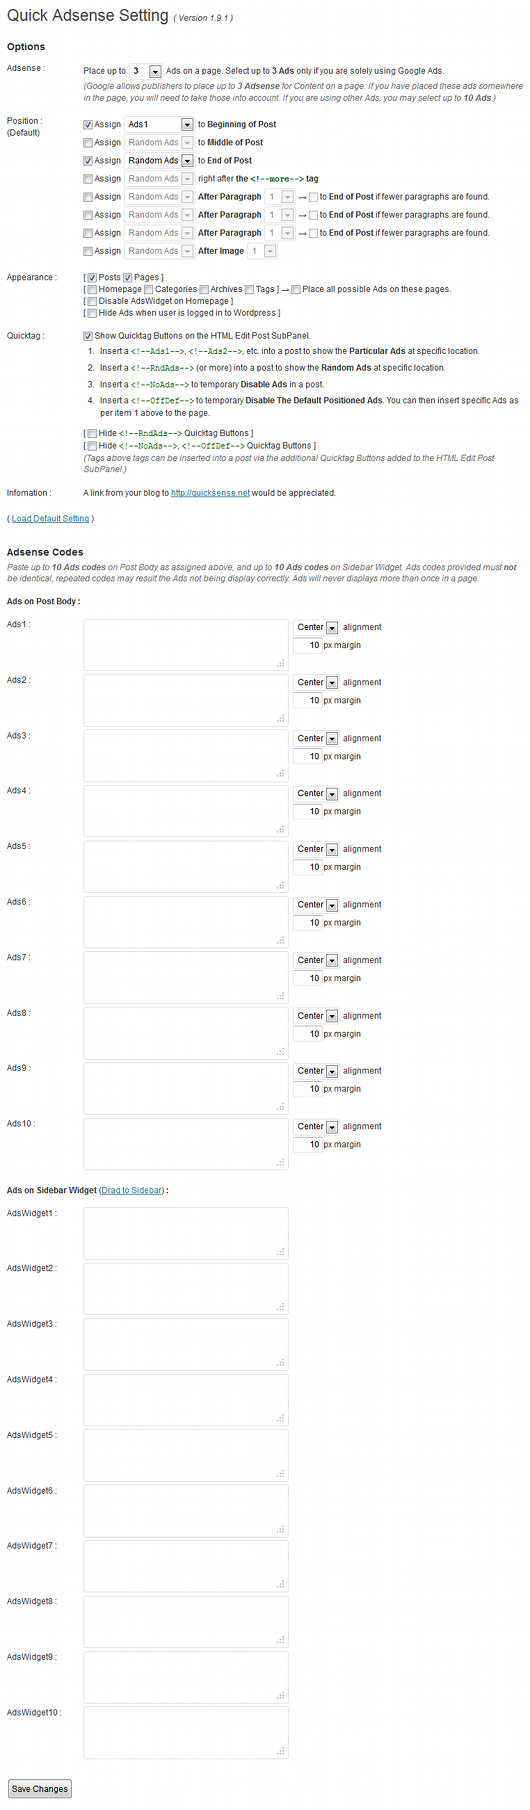 Quick Adsense Setting ( Version 1.9.1 )
Options
Adsense :
Place up to 3 Ads on a page. Select up to 3 Ads only if you are solely using Google Ads.
(Google allows publishers to place up to 3 Adsense for Content on a page. If you have placed these ads somewhere
in the page, you will need to take those into account. If you are using other Ads, you may select up to 10 Ads.)
Position :
(Default)
Assign Ads1 to Beginning of Post
Assign Random Ads to Middle of Post
Assign Random Ads to End of Post
Assign Random Ads right after the <!--more--> tag
Assign Random Ads After Paragraph 1 → to End of Post if fewer paragraphs are found.
Assign Random Ads After Paragraph 1 → to End of Post if fewer paragraphs are found.
Assign Random Ads After Paragraph 1 → to End of Post if fewer paragraphs are found.
Assign Random Ads After Image 1
Appearance :
[ Posts Pages ]
[ Homepage Categories Archives Tags ] → Place all possible Ads on these pages.
[ Disable AdsWidget on Homepage ]
[ Hide Ads when user is logged in to Wordpress ]
Quicktag :
Show Quicktag Buttons on the HTML Edit Post SubPanel.
1. Insert a <!--Ads1-->, <!--Ads2-->, etc. into a post to show the Particular Ads at specific location.
2. Insert a <!--RndAds--> (or more) into a post to show the Random Ads at specific location.
3. Insert a <!--NoAds--> to temporary Disable Ads in a post.
4. Insert a <!--OffDef--> to temporary Disable The Default Positioned Ads. You can then insert specific Ads as
per item 1 above to the page.
[ Hide <!--RndAds--> Quicktag Buttons ]
[ Hide <!--NoAds-->, <!--OffDef--> Quicktag Buttons ]
(Tags above tags can be inserted into a post via the additional Quicktag Buttons added to the HTML Edit Post
SubPanel.)
Infomation :
A link from your blog to http://quicksense.net would be appreciated.
( Load Default Setting )
Adsense Codes
Paste up to 10 Ads codes on Post Body as assigned above, and up to 10 Ads codes on Sidebar Widget. Ads codes provided must not
be identical, repeated codes may result the Ads not being display correctly. Ads will never displays more than once in a page.
Ads on Post Body :
Ads1 : Center alignment
10 px margin
Ads2 : Center alignment
10 px margin
Ads3 : Center alignment
10 px margin
Ads4 : Center alignment
10 px margin
Ads5 : Center alignment
10 px margin
Ads6 : Center alignment
10 px margin
Ads7 : Center alignment
10 px margin
Ads8 : Center alignment
10 px margin
Ads9 : Center alignment
10 px margin
Ads10 : Center alignment
10 px margin
Ads on Sidebar Widget (Drag to Sidebar) :
AdsWidget1 :
AdsWidget2 :
AdsWidget3 :
AdsWidget4 :
AdsWidget5 :
AdsWidget6 :
AdsWidget7 :
AdsWidget8 :
AdsWidget9 :
AdsWidget10 :
Save Changes